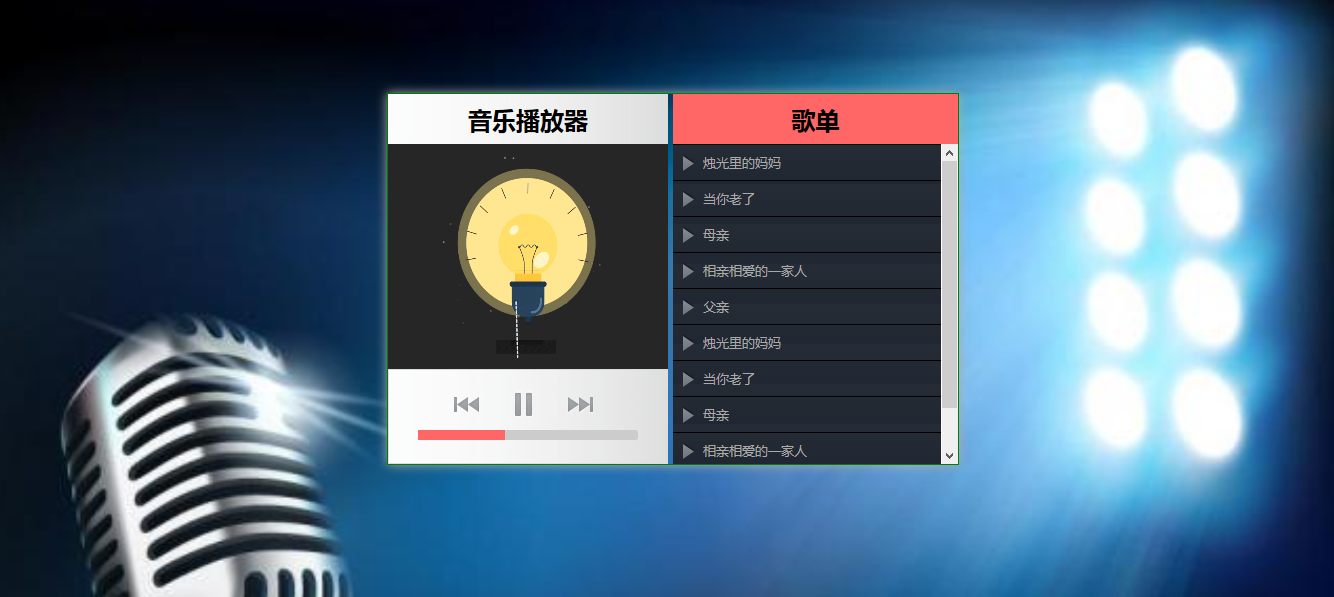 音乐播放器
歌单
烛光里的妈妈
当你老了
母亲
相亲相爱的一家人
父亲
烛光里的妈妈
当你老了
母亲
相亲相爱的一家人